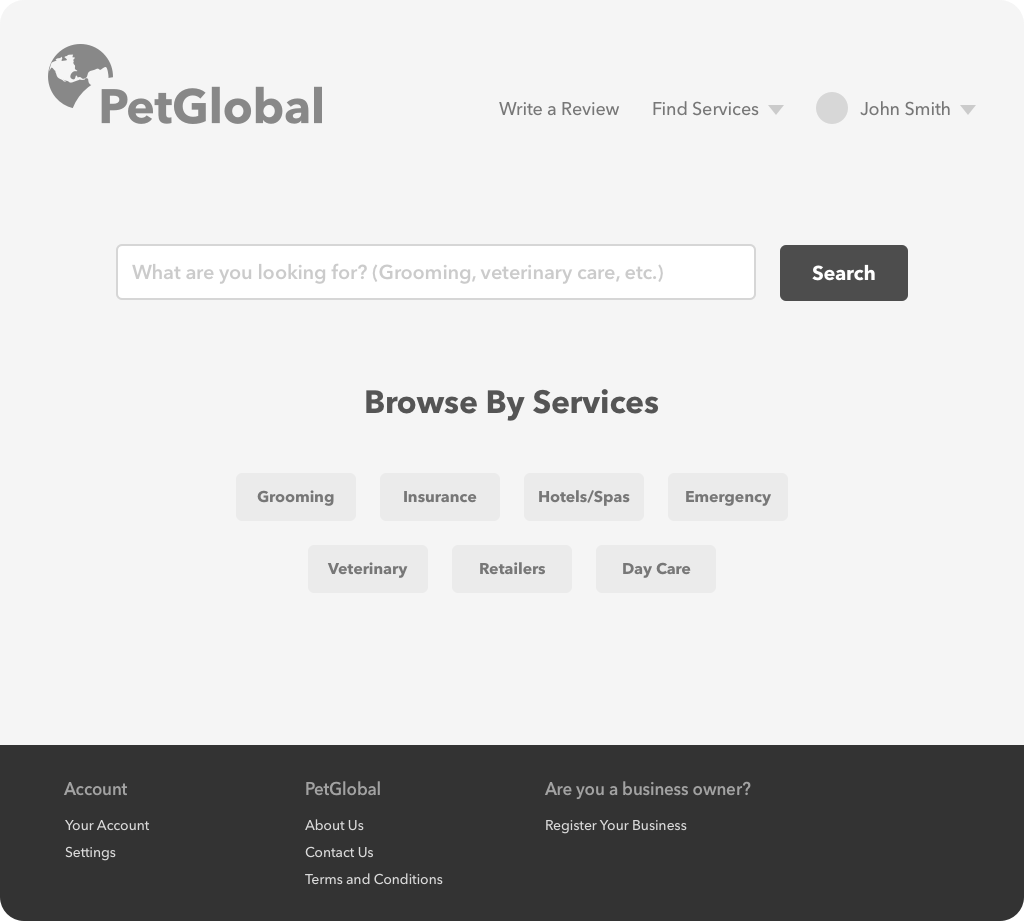 PetGlobal
Write a Review
Find Services
John Smith
What are you looking for? (Grooming, veterinary care, etc.)
Search
Browse By Services
Grooming
Insurance
Hotels/Spas
Emergency
Veterinary
Retailers
Day Care
Account
Your Account
Settings
PetGlobal
About Us
Contact Us
Terms and Conditions
Are you a business owner?
Register Your Business